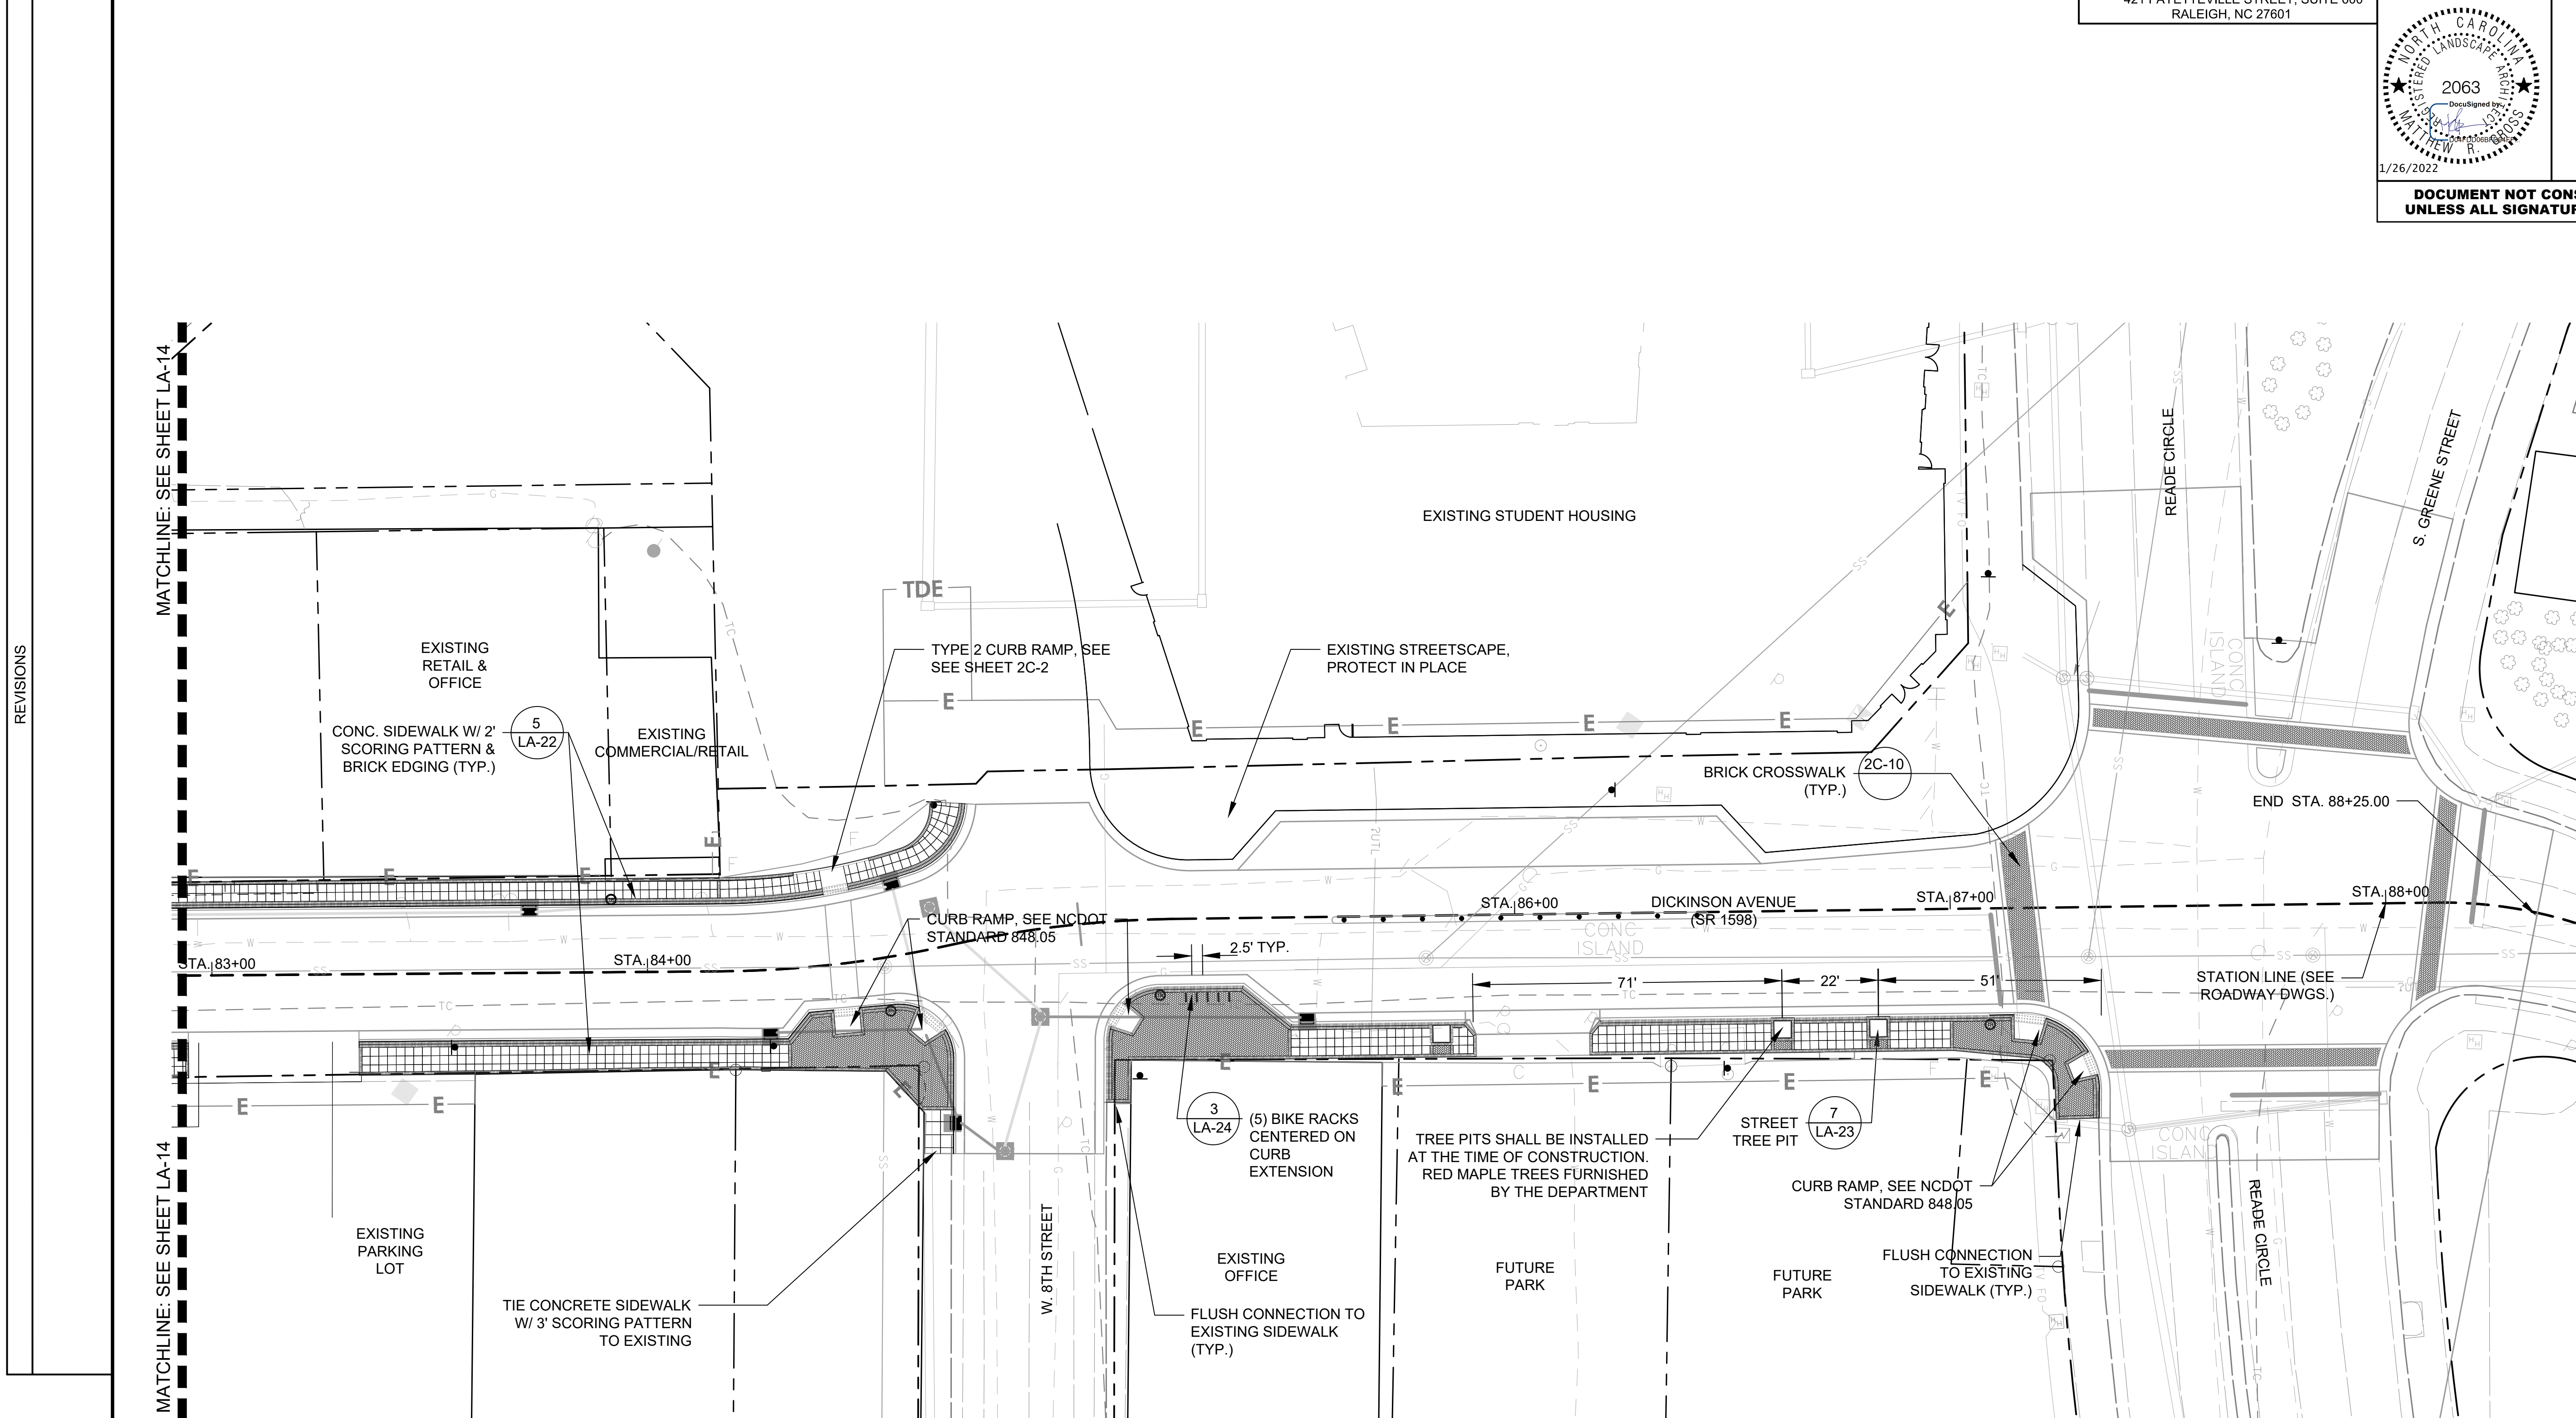 RALEIGH, NC 27601
NORTH CAROLINA
REGISTERED LANDSCAPE ARCHITECT
2063
DocuSigned by:
MATTHEW R. CROSS
1/26/2022
DOCUMENT NOT CONS
UNLESS ALL SIGNATUR
REVISIONS
MATCHLINE: SEE SHEET LA-14
MATCHLINE: SEE SHEET LA-14
EXISTING STUDENT HOUSING
READE CIRCLE
S. GREENE STREET
TDE
EXISTING
RETAIL &
OFFICE
TYPE 2 CURB RAMP, SEE
SEE SHEET 2C-2
EXISTING STREETSCAPE,
PROTECT IN PLACE
CONC
ISLAND
CONC. SIDEWALK W/ 2'
SCORING PATTERN &
BRICK EDGING (TYP.)
5
LA-22
EXISTING
COMMERCIAL/RETAIL
BRICK CROSSWALK
(TYP.)
2C-10
END STA. 88+25.00
CURB RAMP, SEE NCDOT
STANDARD 848.05
STA. 86+00
DICKINSON AVENUE
(SR 1598)
STA. 87+00
STA. 88+00
CONC
ISLAND
STA. 83+00
STA. 84+00
2.5' TYP.
71'
22'
51'
STATION LINE (SEE
ROADWAY DWGS.)
3
LA-24
(5) BIKE RACKS
CENTERED ON
CURB
EXTENSION
TREE PITS SHALL BE INSTALLED
AT THE TIME OF CONSTRUCTION.
RED MAPLE TREES FURNISHED
BY THE DEPARTMENT
STREET
TREE PIT
7
LA-23
CONC
ISLAND
CURB RAMP, SEE NCDOT
STANDARD 848.05
EXISTING
PARKING
LOT
W. 8TH STREET
EXISTING
OFFICE
FUTURE
PARK
FUTURE
PARK
FLUSH CONNECTION
TO EXISTING
SIDEWALK (TYP.)
READE CIRCLE
TIE CONCRETE SIDEWALK
W/ 3' SCORING PATTERN
TO EXISTING
FLUSH CONNECTION TO
EXISTING SIDEWALK
(TYP.)